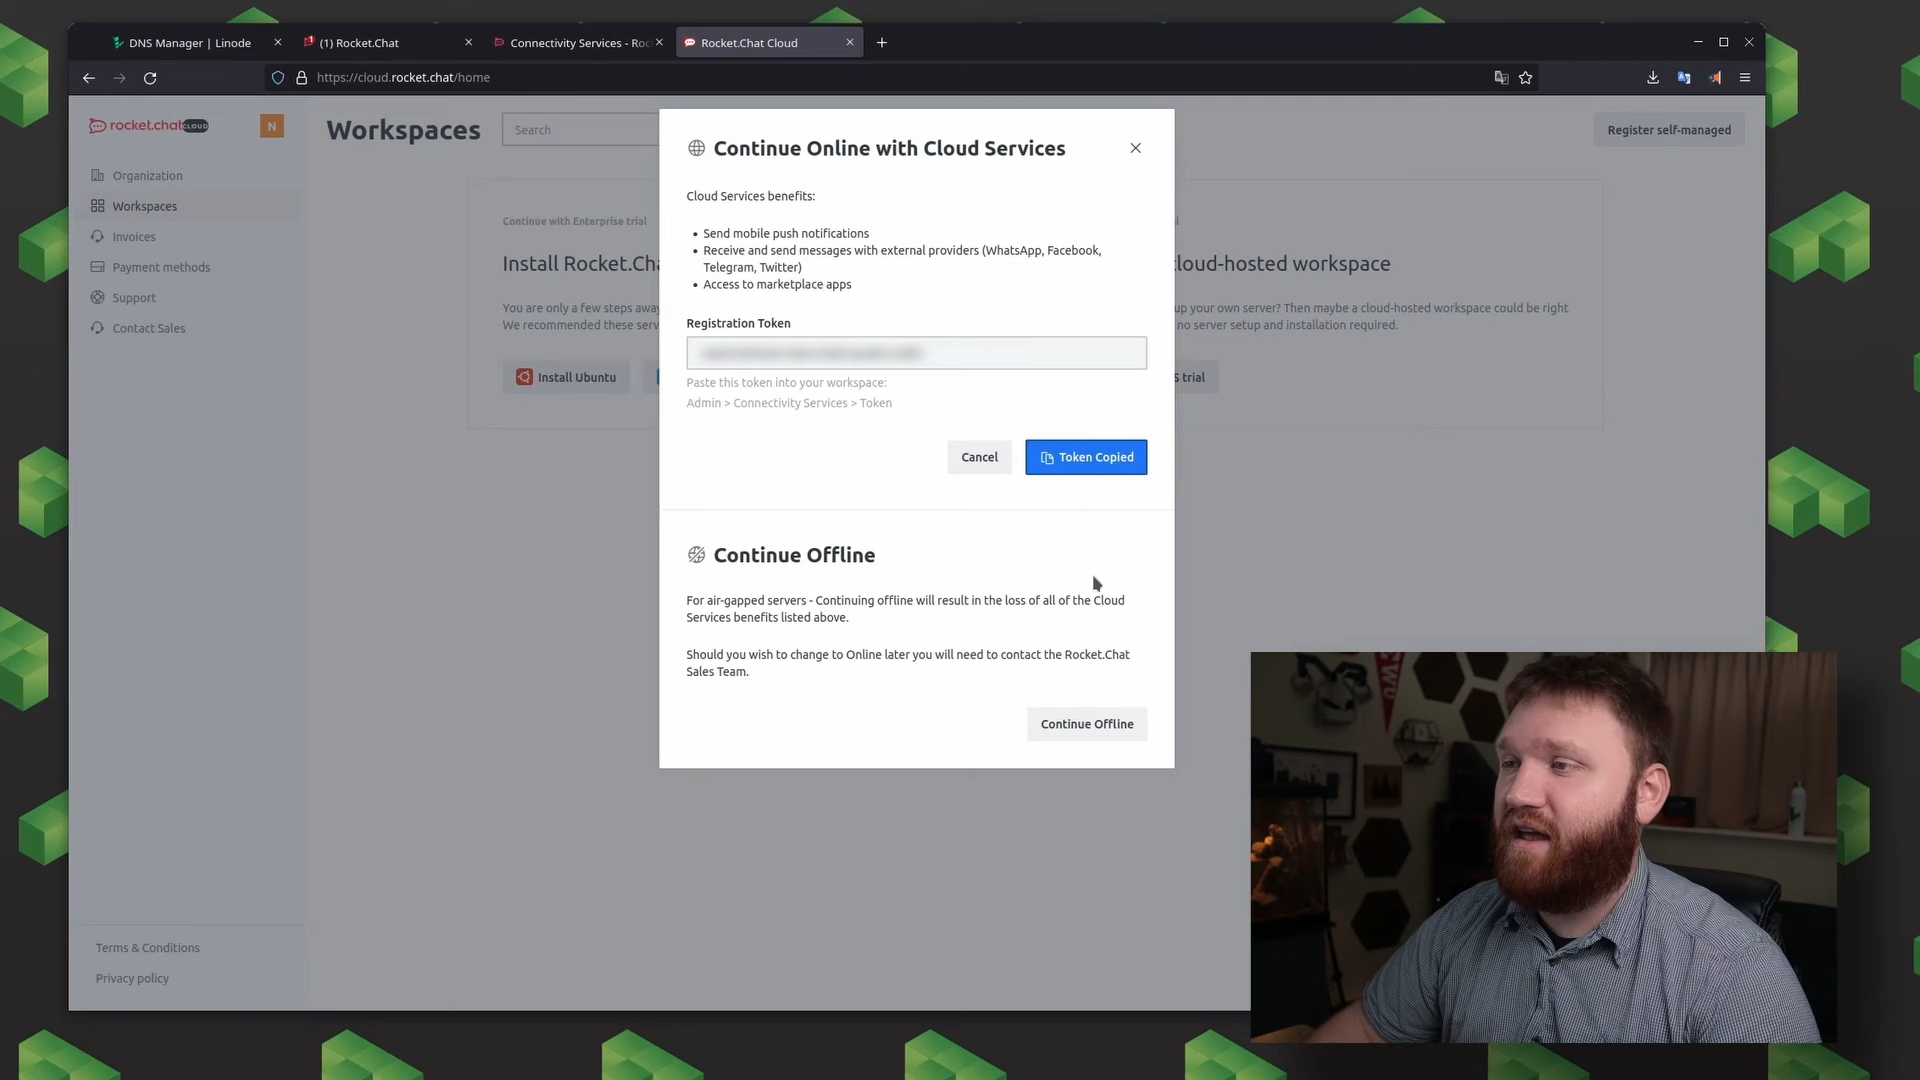 DNS Manager | Linode
(1) Rocket.Chat
Connectivity Services - Roc
Rocket.Chat Cloud
https://cloud.rocket.chat/home
rocket.chat CLOUD
N
Workspaces
Search
Register self-managed
Organization
Workspaces
Invoices
Payment methods
Support
Contact Sales
Continue with Enterprise trial
Install Rocket.Cha
You are only a few steps away
We recommended these serv
Install Ubuntu
loud-hosted workspace
up your own server? Then maybe a cloud-hosted workspace could be right
no server setup and installation required.
trial
Continue Online with Cloud Services
Cloud Services benefits:
• Send mobile push notifications
• Receive and send messages with external providers (WhatsApp, Facebook,
Telegram, Twitter)
• Access to marketplace apps
Registration Token
Paste this token into your workspace:
Admin > Connectivity Services > Token
Cancel
Token Copied
Continue Offline
For air-gapped servers - Continuing offline will result in the loss of all of the Cloud
Services benefits listed above.
Should you wish to change to Online later you will need to contact the Rocket.Chat
Sales Team.
Continue Offline
Terms & Conditions
Privacy policy